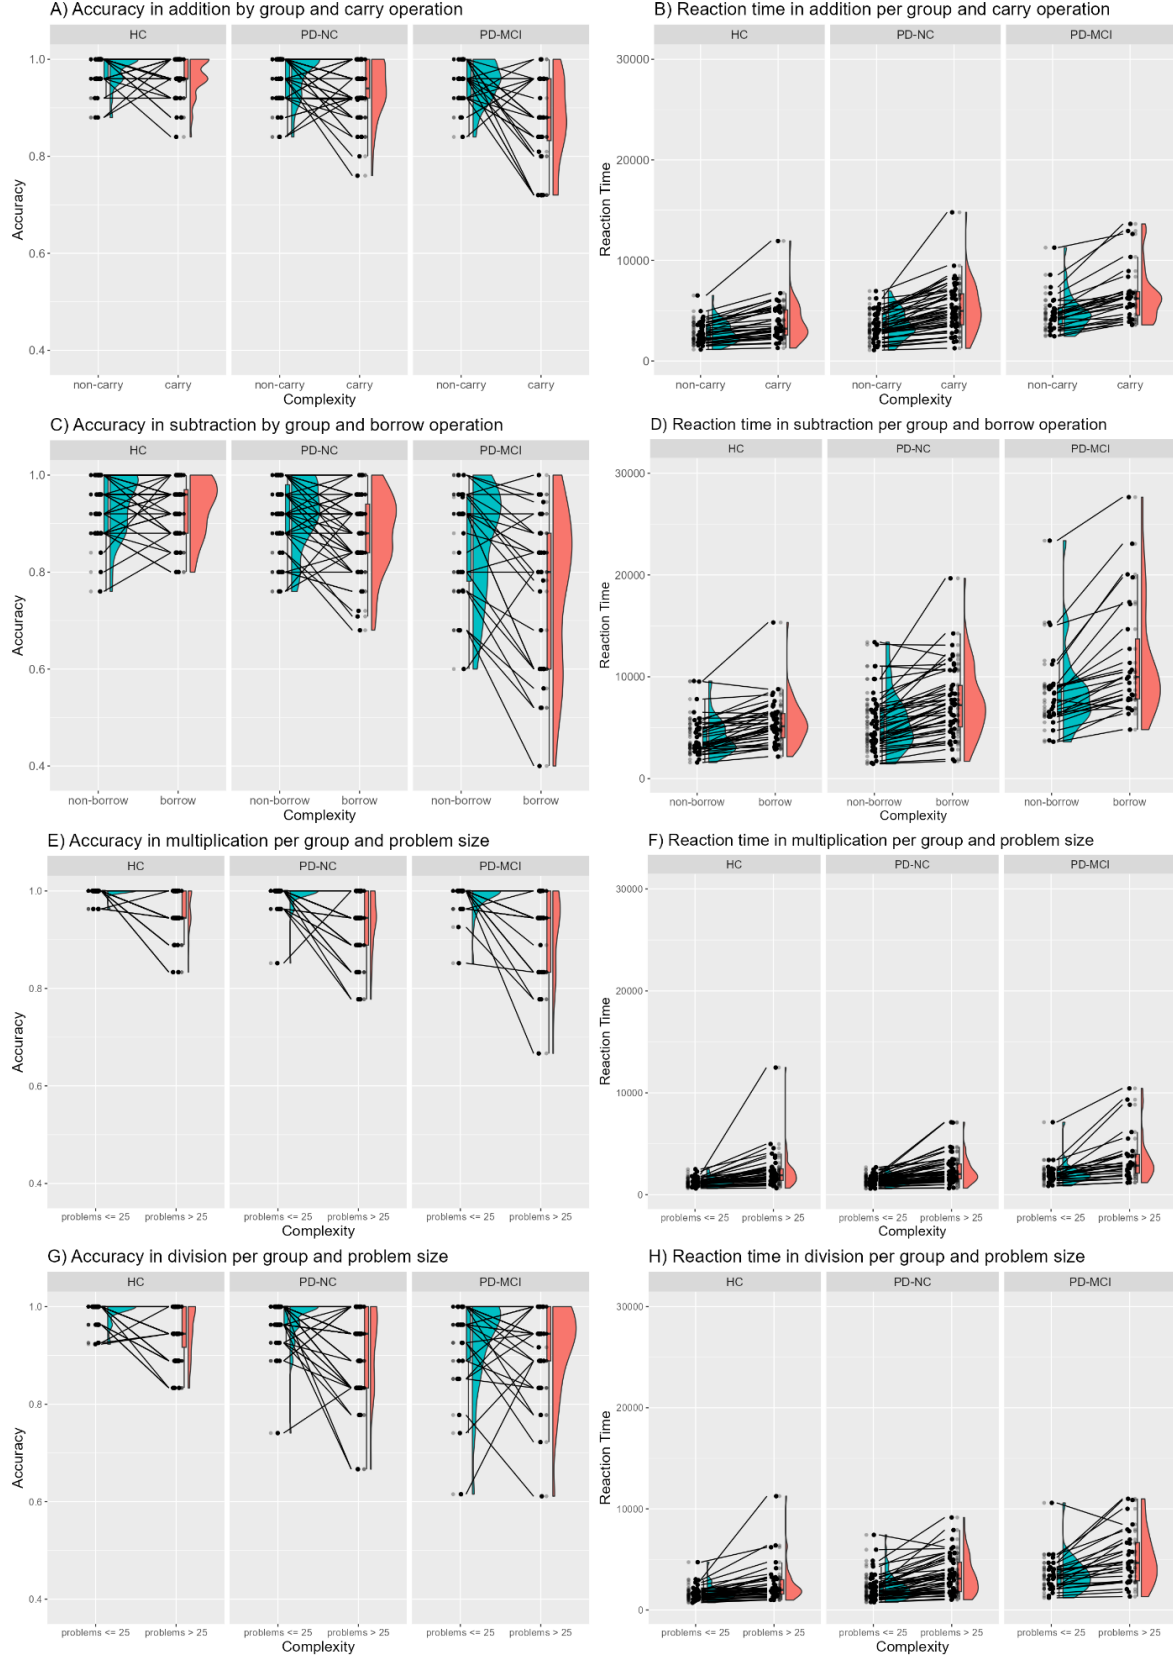 A) Accuracy in addition by group and carry operation
HC PD-NC PD-MCI
1.0
0.8
0.6
0.4
Accuracy
non-carry carry non-carry carry non-carry carry
Complexity
B) Reaction time in addition per group and carry operation
HC PD-NC PD-MCI
30000
20000
10000
0
Reaction Time
non-carry carry non-carry carry non-carry carry
Complexity
C) Accuracy in subtraction by group and borrow operation
HC PD-NC PD-MCI
1.0
0.8
0.6
0.4
Accuracy
non-borrow borrow non-borrow borrow non-borrow borrow
Complexity
D) Reaction time in subtraction per group and borrow operation
HC PD-NC PD-MCI
30000
20000
10000
0
Reaction Time
non-borrow borrow non-borrow borrow non-borrow borrow
Complexity
E) Accuracy in multiplication per group and problem size
HC PD-NC PD-MCI
1.0
0.8
0.6
0.4
Accuracy
problems <= 25 problems > 25 problems <= 25 problems > 25 problems <= 25 problems > 25
Complexity
F) Reaction time in multiplication per group and problem size
HC PD-NC PD-MCI
30000
20000
10000
0
Reaction Time
problems <= 25 problems > 25 problems <= 25 problems > 25 problems <= 25 problems > 25
Complexity
G) Accuracy in division per group and problem size
HC PD-NC PD-MCI
1.0
0.8
0.6
0.4
Accuracy
problems <= 25 problems > 25 problems <= 25 problems > 25 problems <= 25 problems > 25
Complexity
H) Reaction time in division per group and problem size
HC PD-NC PD-MCI
30000
20000
10000
0
Reaction Time
problems <= 25 problems > 25 problems <= 25 problems > 25 problems <= 25 problems > 25
Complexity